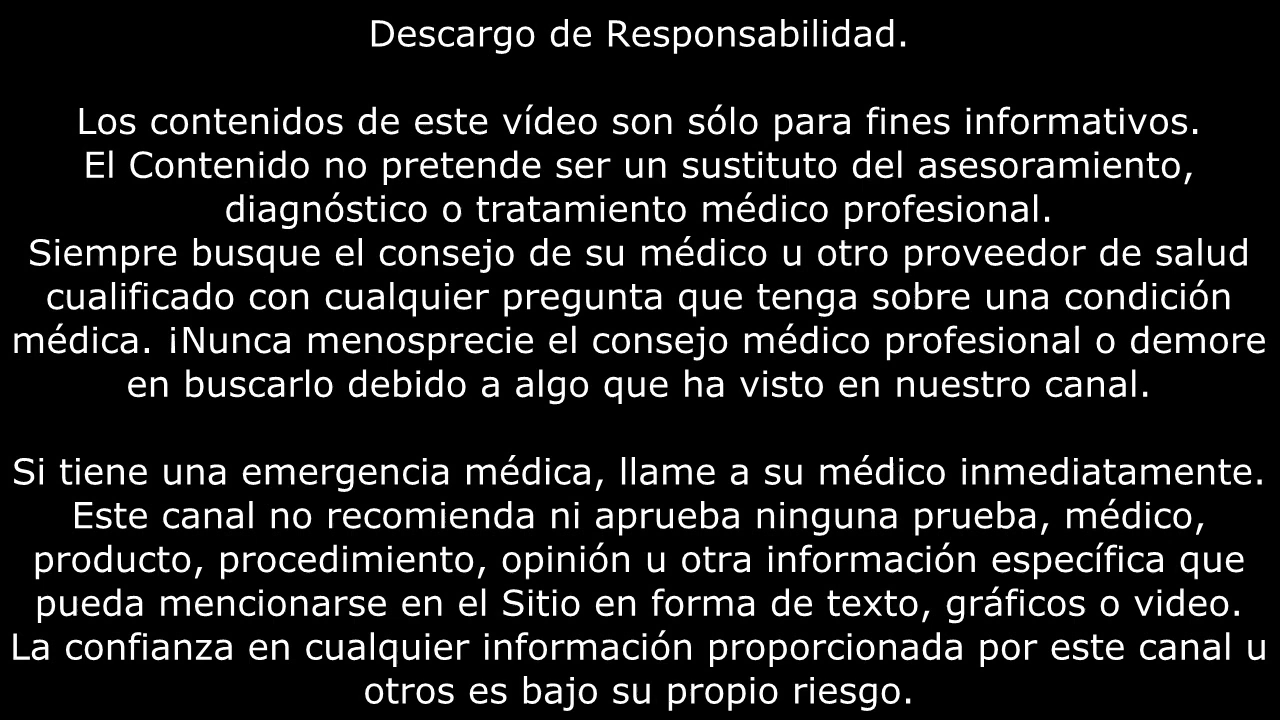 Descargo de Responsabilidad.
Los contenidos de este vídeo son sólo para fines informativos.
El Contenido no pretende ser un sustituto del asesoramiento,
diagnóstico o tratamiento médico profesional.
Siempre busque el consejo de su médico u otro proveedor de salud
cualificado con cualquier pregunta que tenga sobre una condición
médica. ¡Nunca menosprecie el consejo médico profesional o demore
en buscarlo debido a algo que ha visto en nuestro canal.
Si tiene una emergencia médica, llame a su médico inmediatamente.
Este canal no recomienda ni aprueba ninguna prueba, médico,
producto, procedimiento, opinión u otra información específica que
pueda mencionarse en el Sitio en forma de texto, gráficos o video.
La confianza en cualquier información proporcionada por este canal u
otros es bajo su propio riesgo.